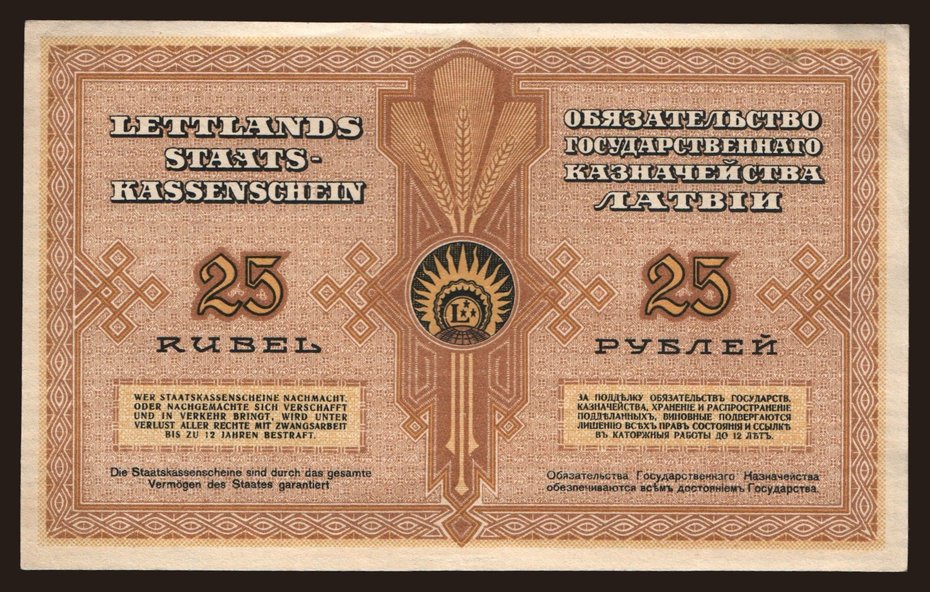 LETTLANDS
STAATS-
KASSENSCHEIN
25
RUBEL
WER STAATSKASSENSCHEINE NACHMACHT,
ODER NACHGEMACHTE SICH VERSCHAFFT
UND IN VERKEHR BRINGT, WIRD UNTER
VERLUST ALLER RECHTE MIT ZWANGSARBEIT
BIS ZU 12 JAHREN BESTRAFT.
Die Staatskassenscheine sind durch das gesamte
Vermögen des Staates garantiert
L
ОБЯЗАТЕЛЬСТВО
ГОСУДАРСТВЕННАГО
КАЗНАЧЕЙСТВА
ЛАТВІИ
25
РУБЛЕЙ
ЗА ПОДДѢЛКУ ОБЯЗАТЕЛЬСТВЪ ГОСУДАРСТВ.
КАЗНАЧЕЙСТВА, ХРАНЕНІЕ И РАСПРОСТРАНЕНІЕ
ПОДДѢЛАННЫХЪ, ВИНОВНЫЕ ПОДВЕРГАЮТСЯ
ЛИШЕНІЮ ВСѢХЪ ПРАВЪ СОСТОЯНІЯ И ССЫЛКѢ
ВЪ КАТОРЖНЫЯ РАБОТЫ ДО 12 ЛѢТЪ.
Обязательства Государственнаго Казначейства
обезпечиваются всѣмъ достояніемъ Государства.